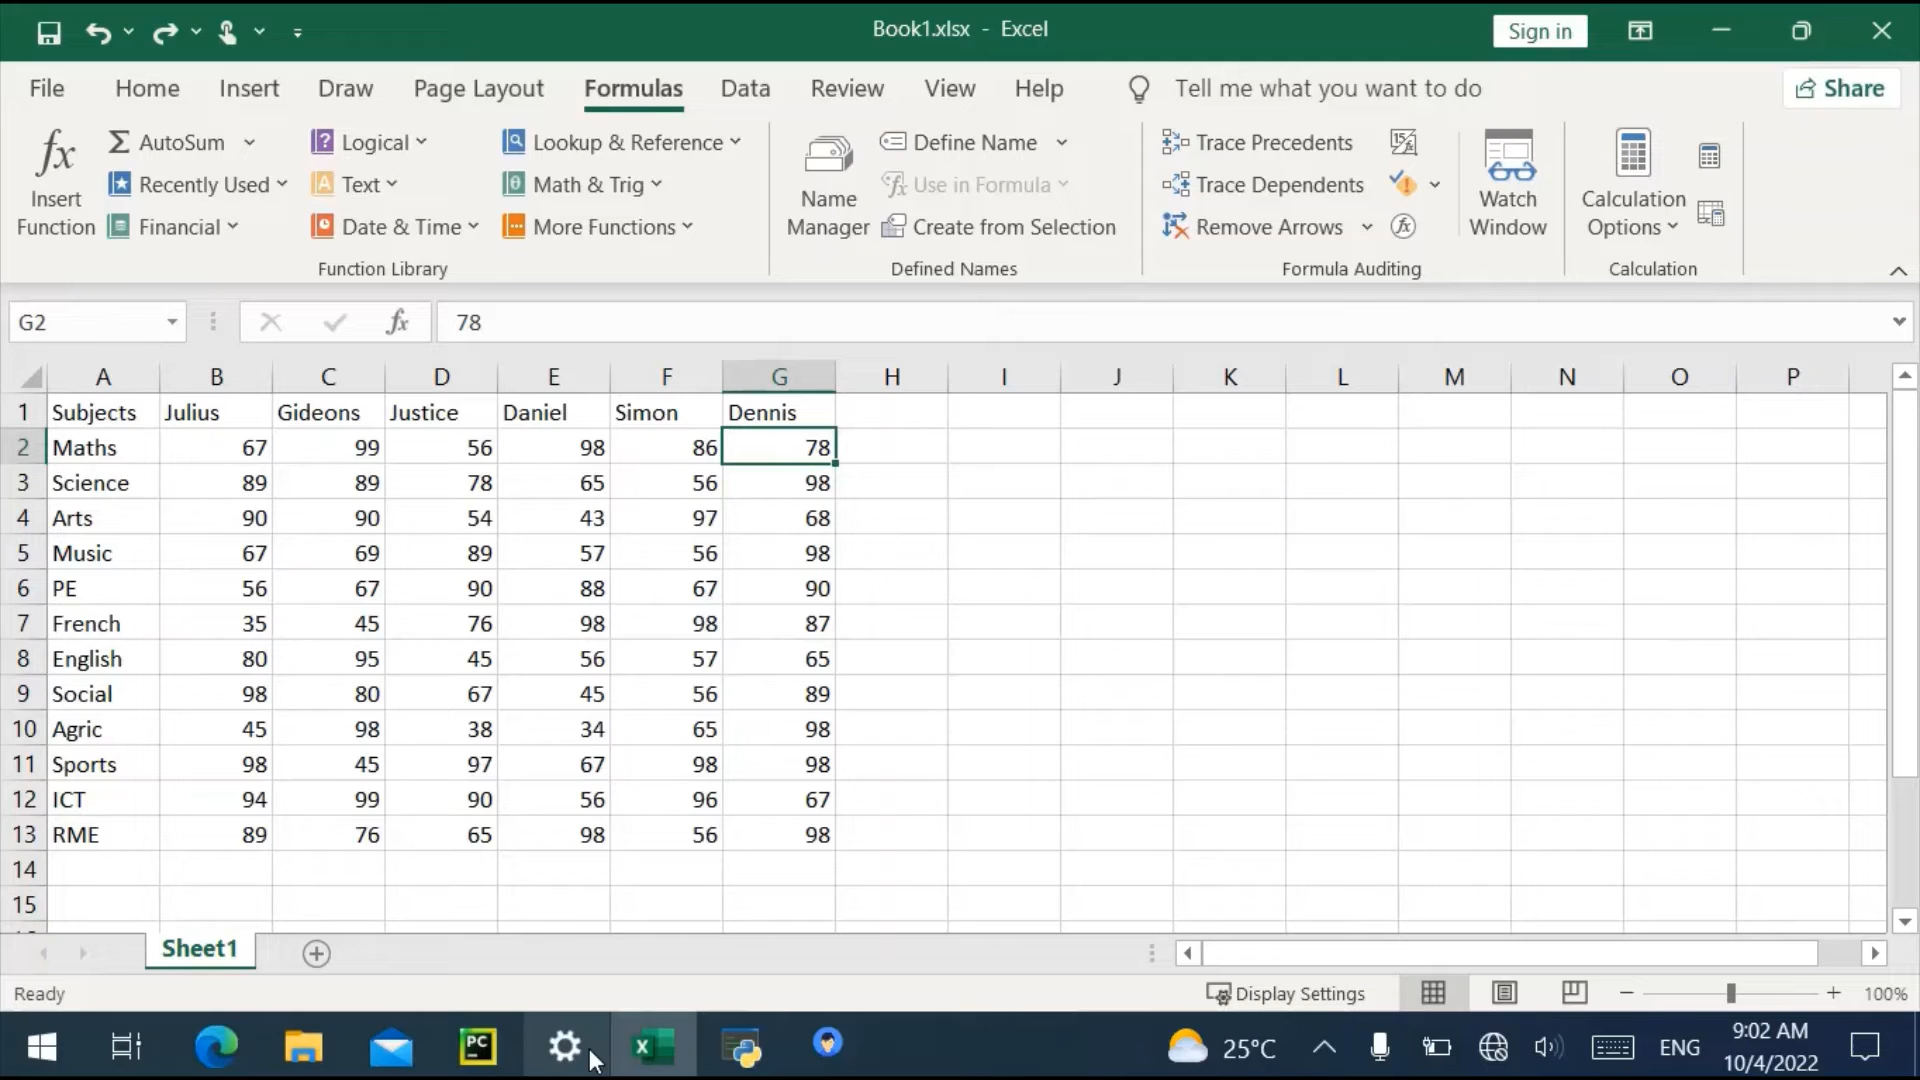 Book1.xlsx - Excel
Sign in
File Home Insert Draw Page Layout Formulas Data Review View Help Tell me what you want to do Share
fx Insert Function
Σ AutoSum
Recently Used
Financial
Logical
Text
Date & Time
Lookup & Reference
Math & Trig
More Functions
Function Library
Name Manager
Define Name
Use in Formula
Create from Selection
Defined Names
Trace Precedents
Trace Dependents
Remove Arrows
Formula Auditing
Watch Window
Calculation Options
Calculation
G2 fx 78
A B C D E F G H I J K L M N O P
1 Subjects Julius Gideons Justice Daniel Simon Dennis
2 Maths 67 99 56 98 86 78
3 Science 89 89 78 65 56 98
4 Arts 90 90 54 43 97 68
5 Music 67 69 89 57 56 98
6 PE 56 67 90 88 67 90
7 French 35 45 76 98 98 87
8 English 80 95 45 56 57 65
9 Social 98 80 67 45 56 89
10 Agric 45 98 38 34 65 98
11 Sports 98 45 97 67 98 98
12 ICT 94 99 90 56 96 67
13 RME 89 76 65 98 56 98
14
15
Sheet1
Ready Display Settings 100%
PC 25°C ENG 9:02 AM
10/4/2022